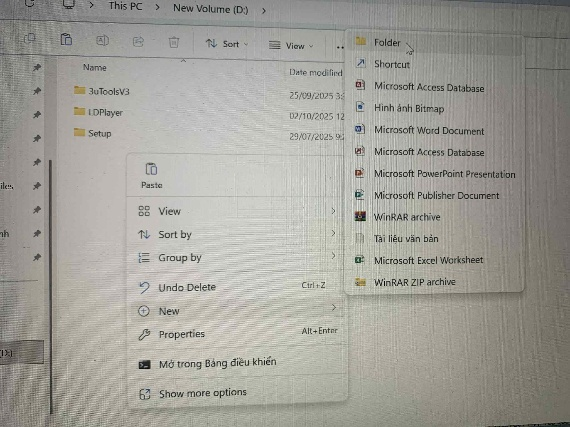 This PC > New Volume (D:) >
Sort View
Name Date modified
3uToolsV3 25/09/2025
LDPlayer 02/10/2025 12
Setup 29/07/2025
Paste
View
Sort by
Group by
Undo Delete Ctrl+Z
New
Properties Alt+Enter
Mở trong Bảng điều khiển
Show more options
Folder
Shortcut
Microsoft Access Database
Hình ảnh Bitmap
Microsoft Word Document
Microsoft Access Database
Microsoft PowerPoint Presentation
Microsoft Publisher Document
WinRAR archive
Tài liệu văn bản
Microsoft Excel Worksheet
WinRAR ZIP archive